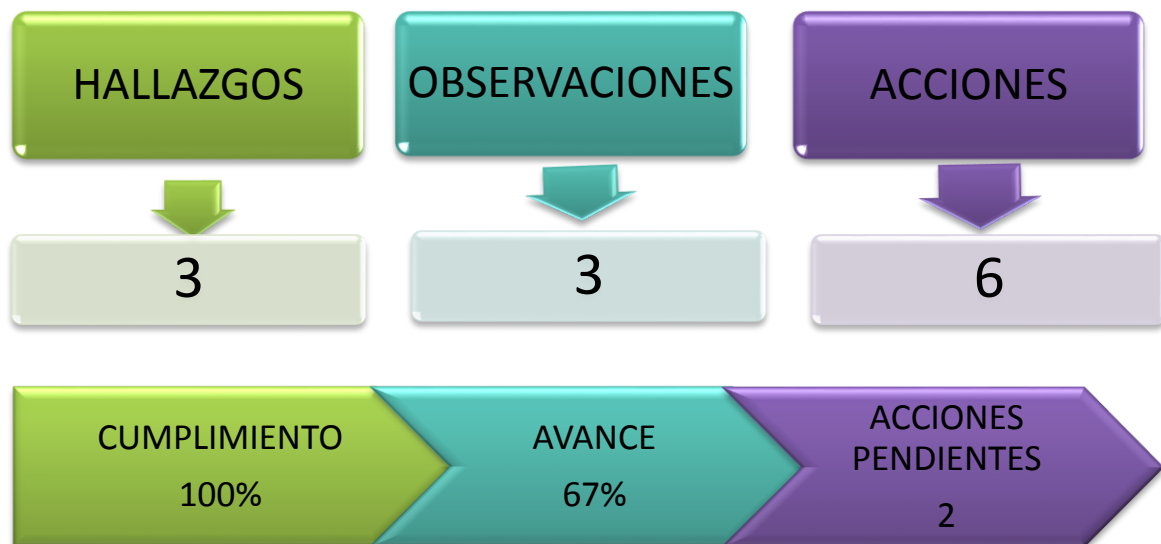 HALLAZGOS
OBSERVACIONES
ACCIONES
3
3
6
CUMPLIMIENTO
100%
AVANCE
67%
ACCIONES
PENDIENTES
2